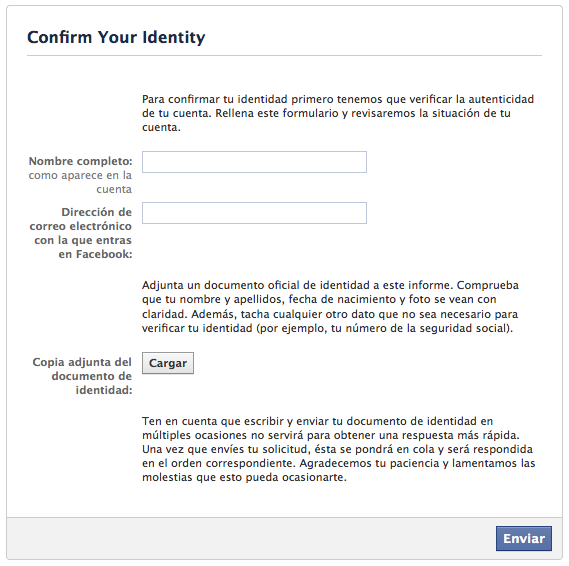 Confirm Your Identity
Para confirmar tu identidad primero tenemos que verificar la autenticidad
de tu cuenta. Rellena este formulario y revisaremos la situación de tu
cuenta.
Nombre completo:
como aparece en la
cuenta
Dirección de
correo electrónico
con la que entras
en Facebook:
Adjunta un documento oficial de identidad a este informe. Comprueba
que tu nombre y apellidos, fecha de nacimiento y foto se vean con
claridad. Además, tacha cualquier otro dato que no sea necesario para
verificar tu identidad (por ejemplo, tu número de la seguridad social).
Copia adjunta del
documento de
identidad:
Cargar
Ten en cuenta que escribir y enviar tu documento de identidad en
múltiples ocasiones no servirá para obtener una respuesta más rápida.
Una vez que envíes tu solicitud, ésta se pondrá en cola y será respondida
en el orden correspondiente. Agradecemos tu paciencia y lamentamos las
molestias que esto pueda ocasionarte.
Enviar